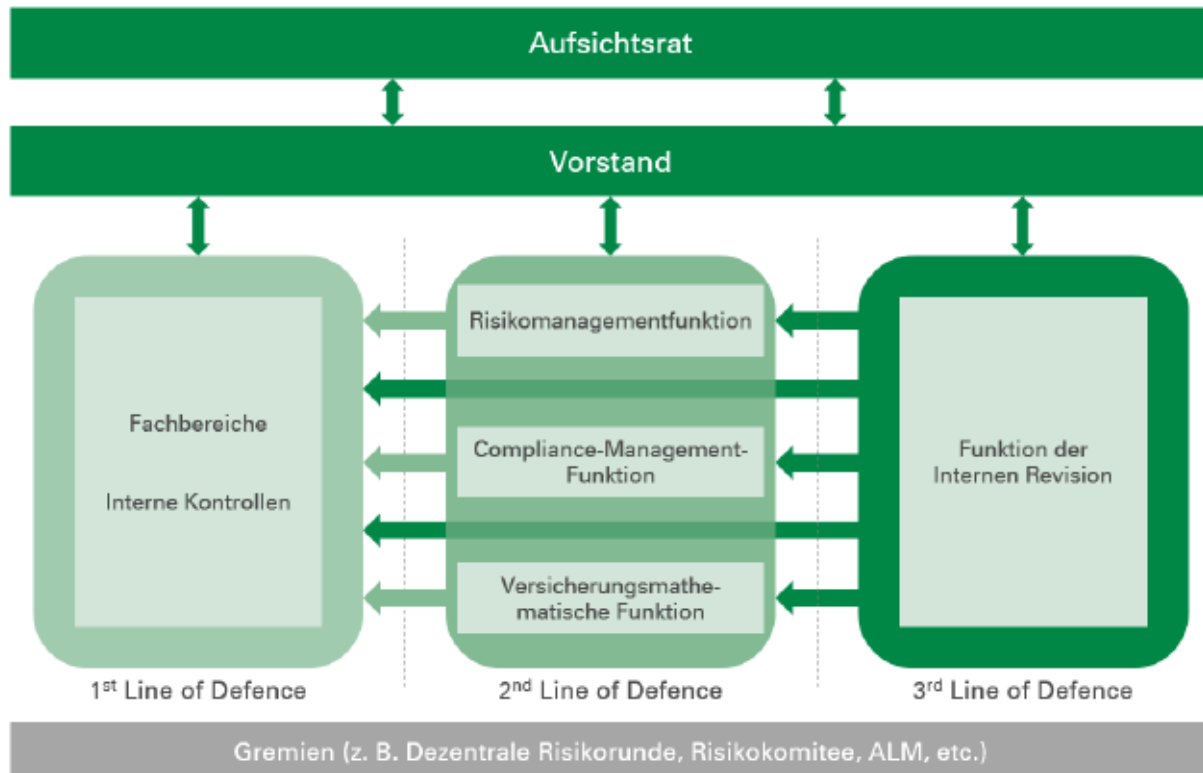 Aufsichtsrat
Vorstand
Fachbereiche
Interne Kontrollen
Risikomanagementfunktion
Compliance-Management-
Funktion
Versicherungsmathe-
matische Funktion
Funktion der
Internen Revision
1st Line of Defence
2nd Line of Defence
3rd Line of Defence
Gremien (z. B. Dezentrale Risikorunde, Risikokomitee, ALM, etc.)